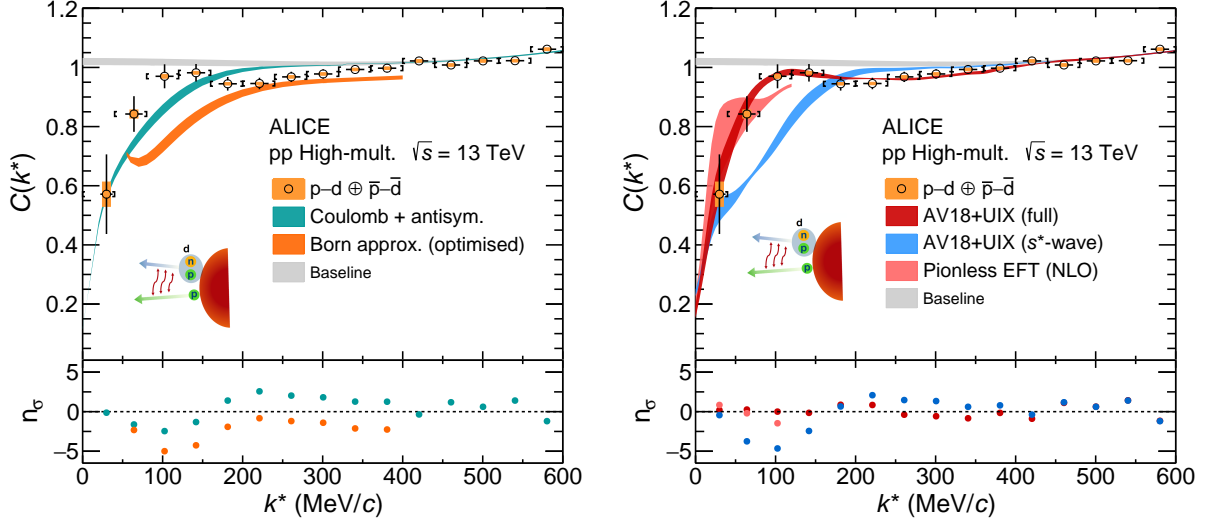 1.2
1
0.8
0.6
0.4
0.2
C(k*)
ALICE
pp High-mult. √s = 13 TeV
p–d ⊕ p̅–d̅
Coulomb + antisym.
Born approx. (optimised)
Baseline
d
n
p
p
5
0
−5
nσ
0 100 200 300 400 500 600
k* (MeV/c)
1.2
1
0.8
0.6
0.4
0.2
C(k*)
ALICE
pp High-mult. √s = 13 TeV
p–d ⊕ p̅–d̅
AV18+UIX (full)
AV18+UIX (s*-wave)
Pionless EFT (NLO)
Baseline
d
n
p
p
5
0
−5
nσ
0 100 200 300 400 500 600
k* (MeV/c)